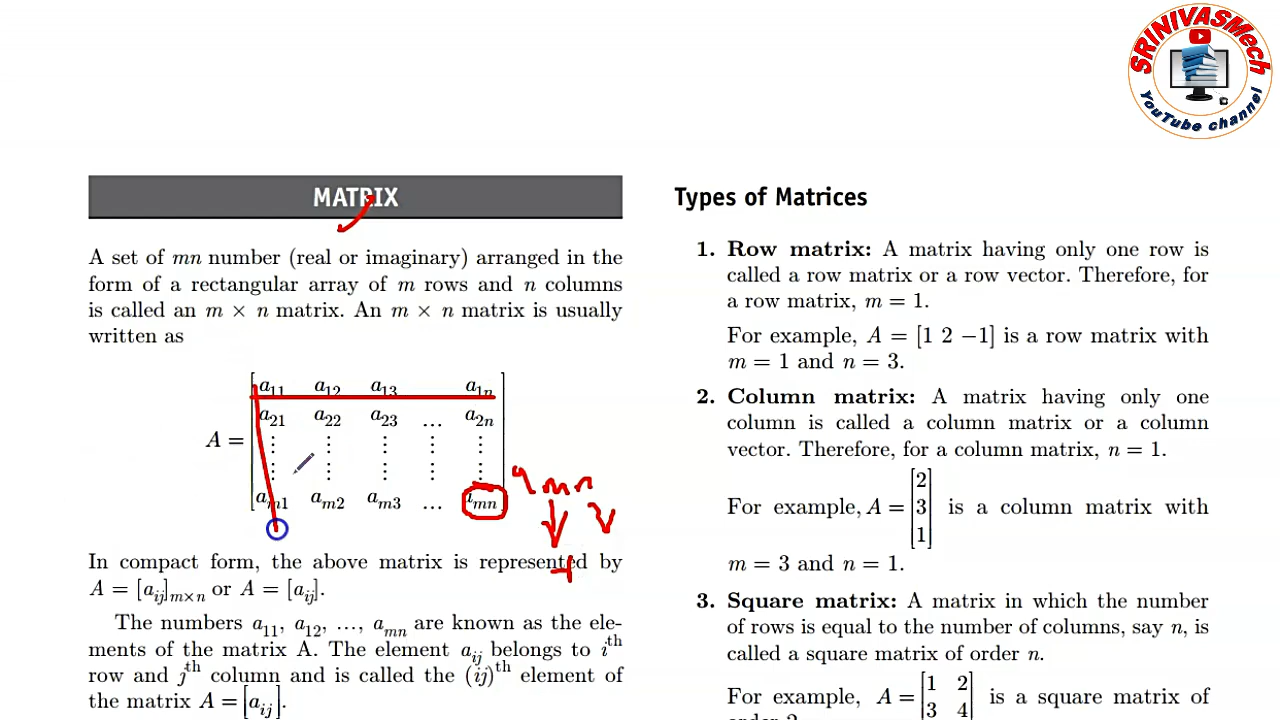 SRINIVASMech
YouTube channel
MATRIX
A set of mn number (real or imaginary) arranged in the
form of a rectangular array of m rows and n columns
is called an m × n matrix. An m × n matrix is usually
written as
a₁₁ a₁₂ a₁₃ a₁ₙ
a₂₁ a₂₂ a₂₃ … a₂ₙ
A = ⋮ ⋮ ⋮ ⋮ ⋮
⋮ ⋮ ⋮ ⋮ ⋮
aₘ₁ aₘ₂ aₘ₃ … aₘₙ
amn
In compact form, the above matrix is represented by
A = [aᵢⱼ]ₘ×ₙ or A = [aᵢⱼ].
The numbers a₁₁, a₁₂, …, aₘₙ are known as the ele-
ments of the matrix A. The element aᵢⱼ belongs to iᵗʰ
row and jᵗʰ column and is called the (ij)ᵗʰ element of
the matrix A = [aᵢⱼ].
Types of Matrices
1. Row matrix: A matrix having only one row is
called a row matrix or a row vector. Therefore, for
a row matrix, m = 1.
For example, A = [1 2 −1] is a row matrix with
m = 1 and n = 3.
2. Column matrix: A matrix having only one
column is called a column matrix or a column
vector. Therefore, for a column matrix, n = 1.
2
For example, A = 3 is a column matrix with
1
m = 3 and n = 1.
3. Square matrix: A matrix in which the number
of rows is equal to the number of columns, say n, is
called a square matrix of order n.
1 2
For example, A = is a square matrix of
3 4
order 2.